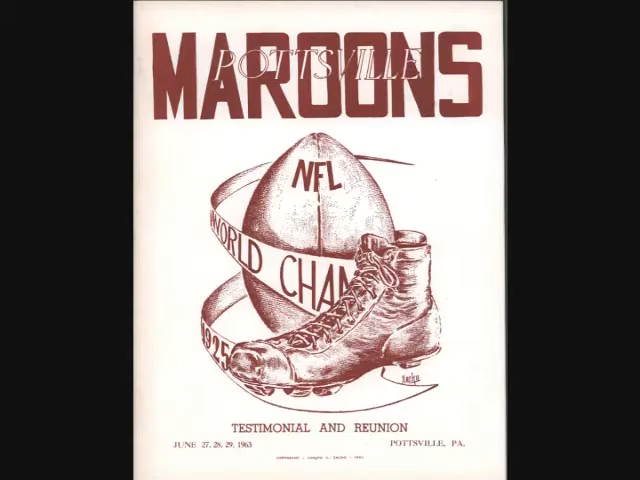 POTTSVILLE
MAROONS
NFL
WORLD CHAM
1925
TESTIMONIAL AND REUNION
JUNE 27, 28, 29, 1963
POTTSVILLE, PA.